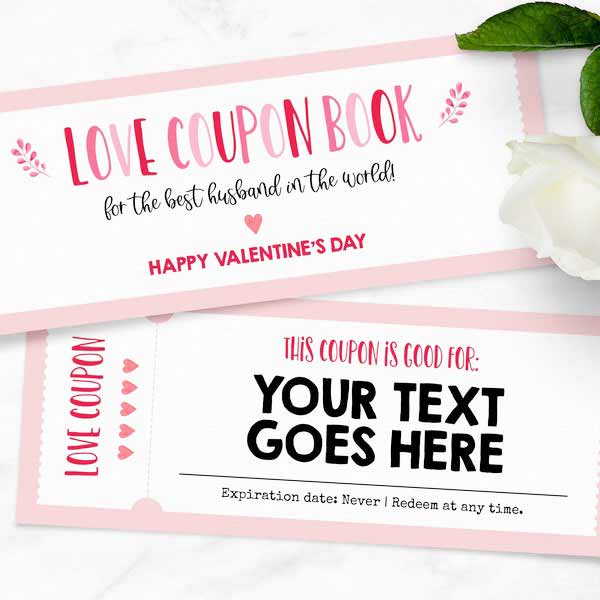 LOVE COUPON BOOK
for the best husband in the world!
HAPPY VALENTINE'S DAY
LOVE COUPON
THIS COUPON IS GOOD FOR:
YOUR TEXT
GOES HERE
Expiration date: Never | Redeem at any time.